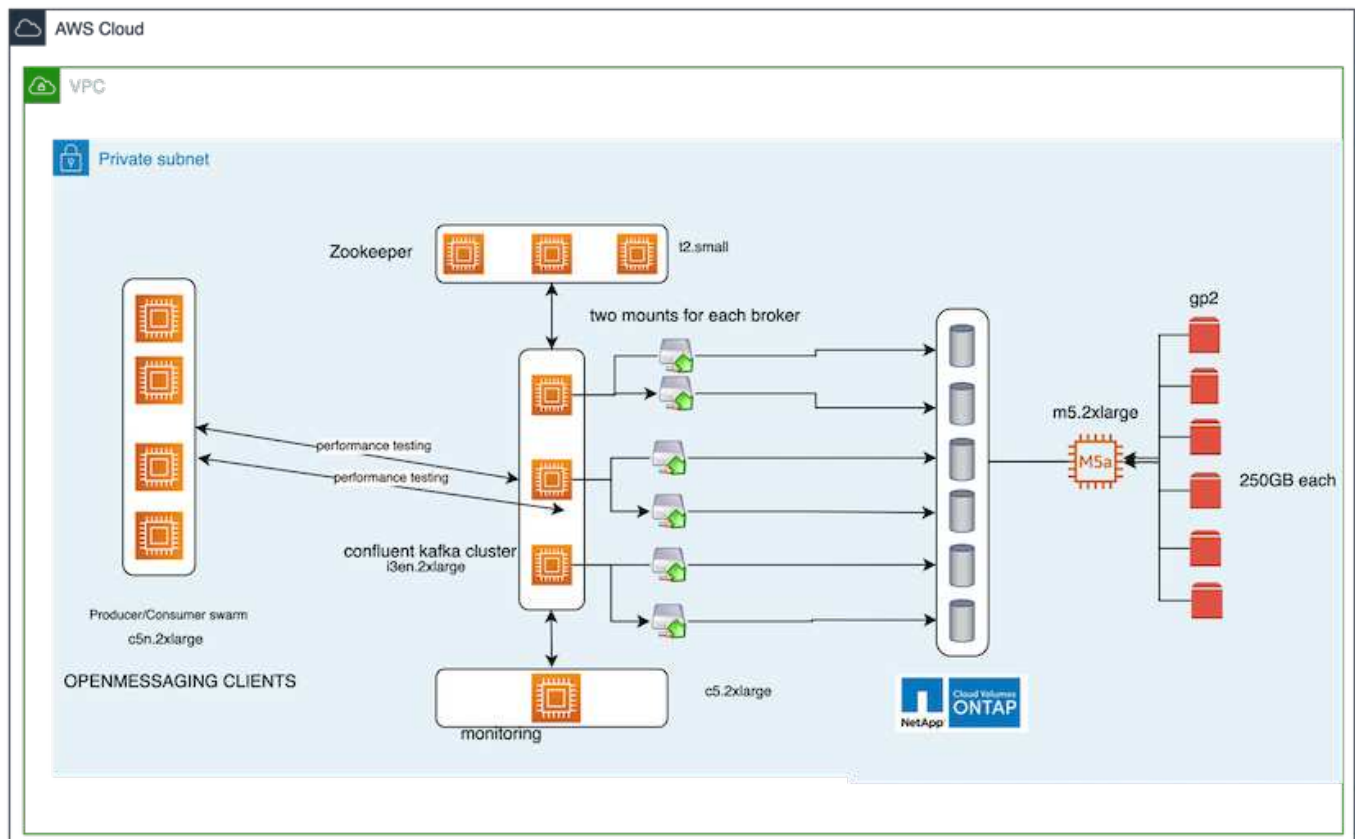 AWS Cloud
VPC
Private subnet
Zookeeper
t2.small
two mounts for each broker
gp2
m5.2xlarge
M5a
performance testing
performance testing
250GB each
confluent kafka cluster
i3en.2xlarge
Producer/Consumer swarm
c5n.2xlarge
OPENMESSAGING CLIENTS
c5.2xlarge
monitoring
NetApp
Cloud Volumes
ONTAP